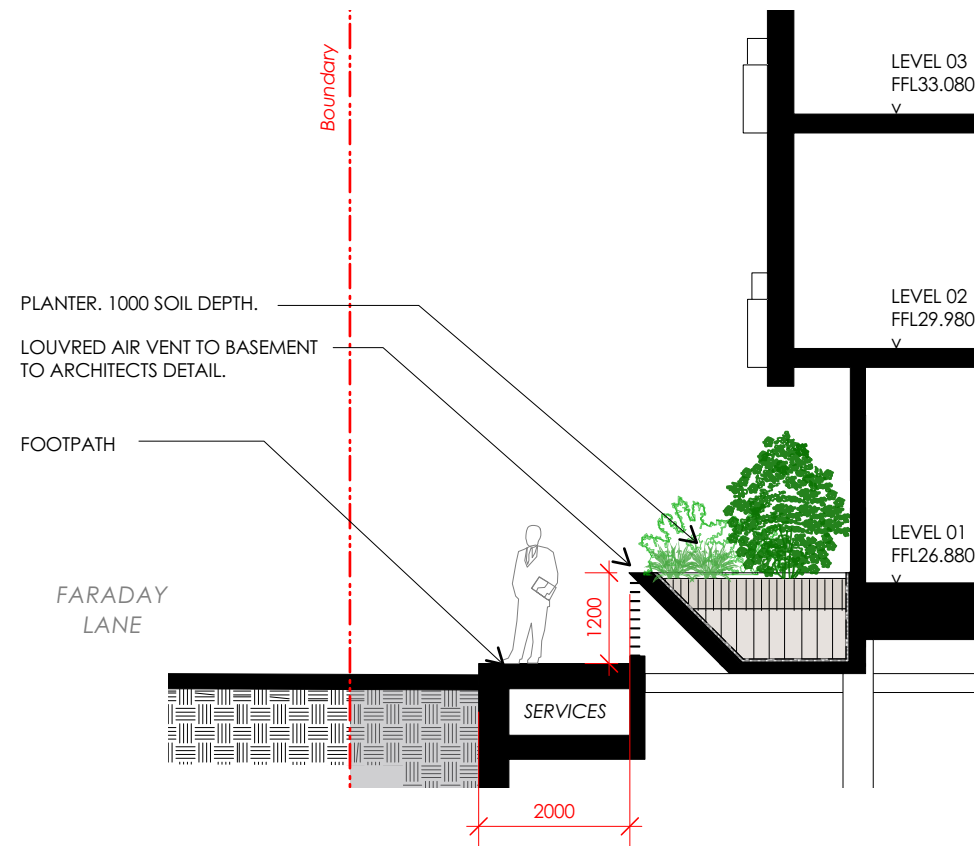 Boundary
LEVEL 03
FFL33.080
PLANTER. 1000 SOIL DEPTH.
LEVEL 02
FFL29.980
LOUVRED AIR VENT TO BASEMENT
TO ARCHITECTS DETAIL.
FOOTPATH
LEVEL 01
FFL26.880
FARADAY
LANE
1200
SERVICES
2000